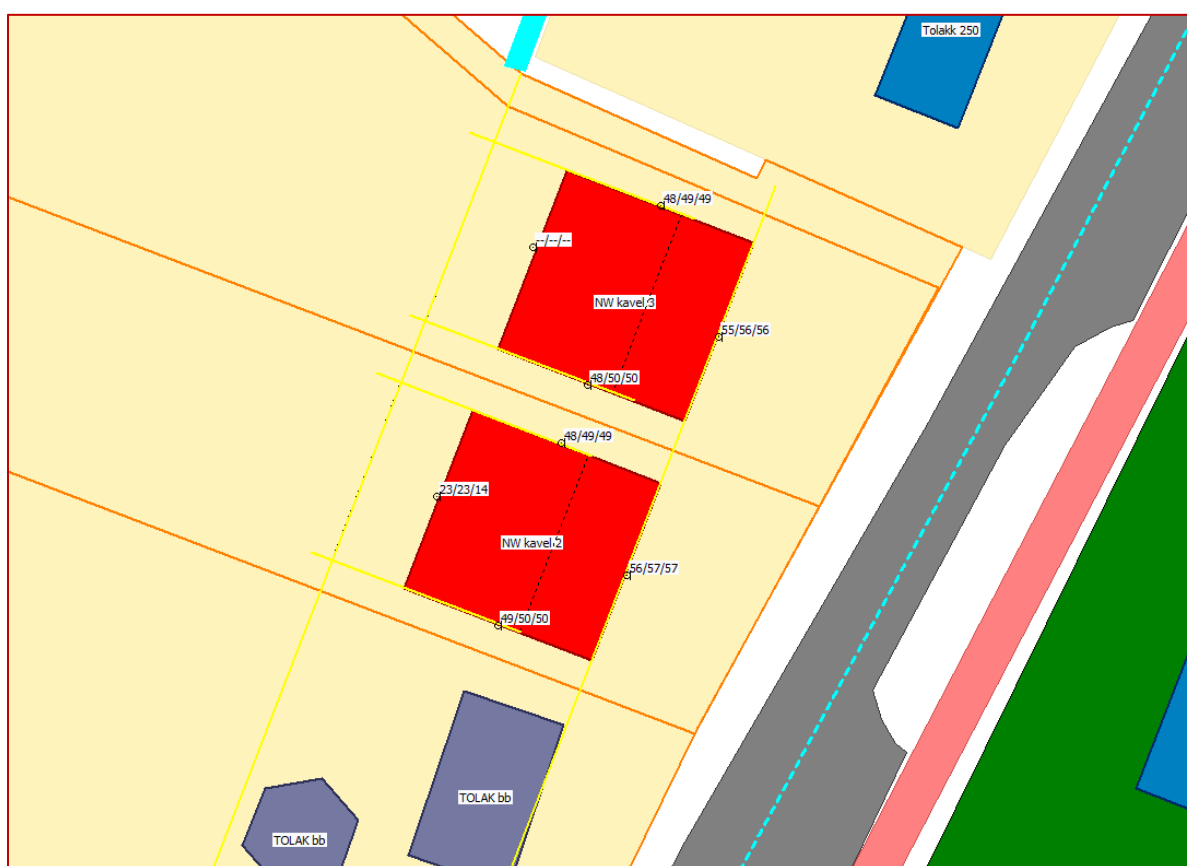 Tolakk 250
48/49/49
--/--/--
NW kavel 3
55/56/56
48/50/50
48/49/49
23/23/14
NW kavel 2
56/57/57
49/50/50
TOLAK bb
TOLAK bb